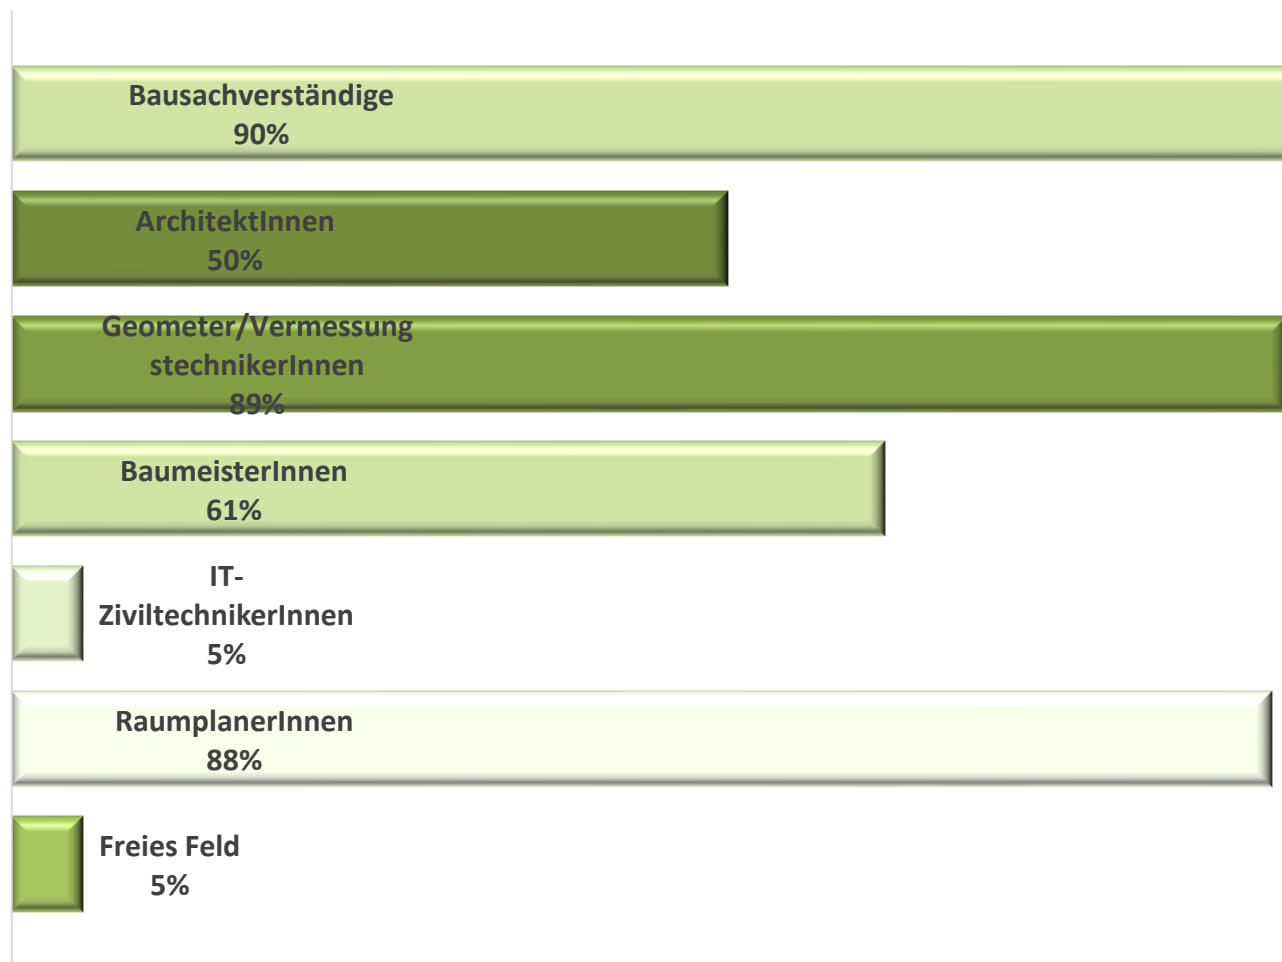 Bausachverständige
90%
ArchitektInnen
50%
Geometer/Vermessung
stechnikerInnen
89%
BaumeisterInnen
61%
IT-
ZiviltechnikerInnen
5%
RaumplanerInnen
88%
Freies Feld
5%